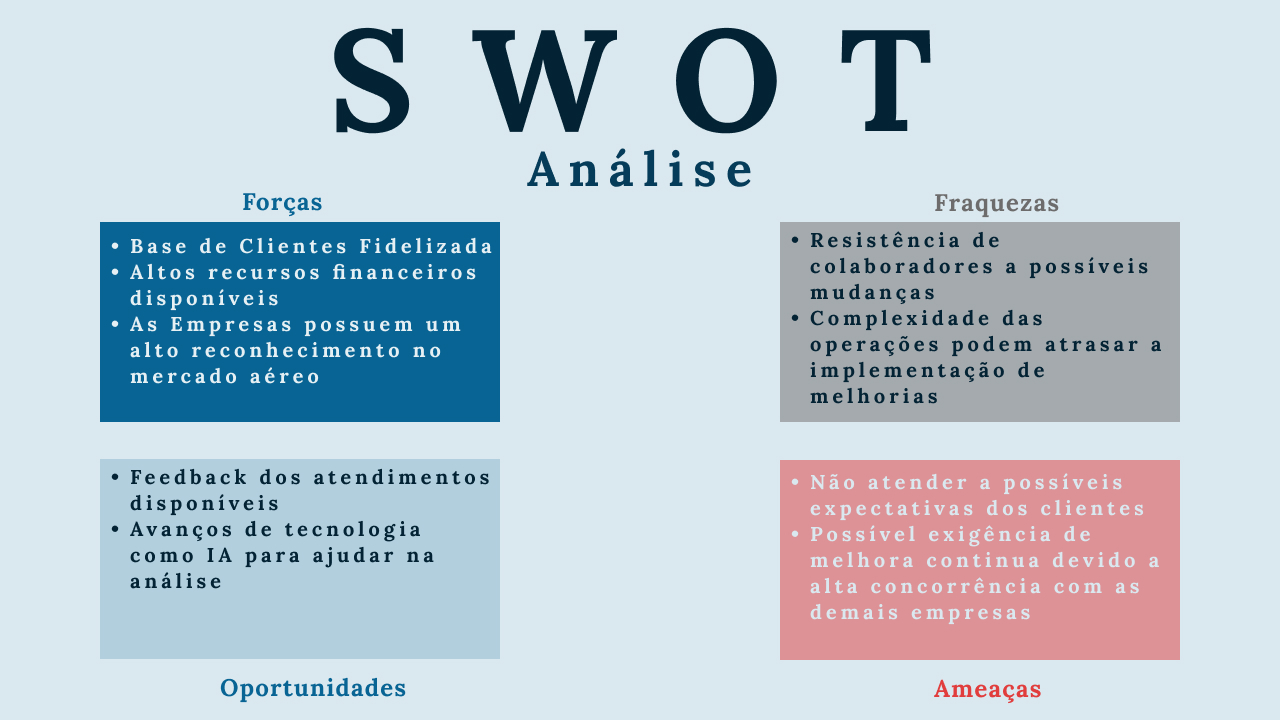 S W O T
Análise
Forças
• Base de Clientes Fidelizada
• Altos recursos financeiros
disponíveis
• As Empresas possuem um
alto reconhecimento no
mercado aéreo
Fraquezas
• Resistência de
colaboradores a possíveis
mudanças
• Complexidade das
operações podem atrasar a
implementação de
melhorias
• Feedback dos atendimentos
disponíveis
• Avanços de tecnologia
como IA para ajudar na
análise
Oportunidades
• Não atender a possíveis
expectativas dos clientes
• Possível exigência de
melhora continua devido a
alta concorrência com as
demais empresas
Ameaças